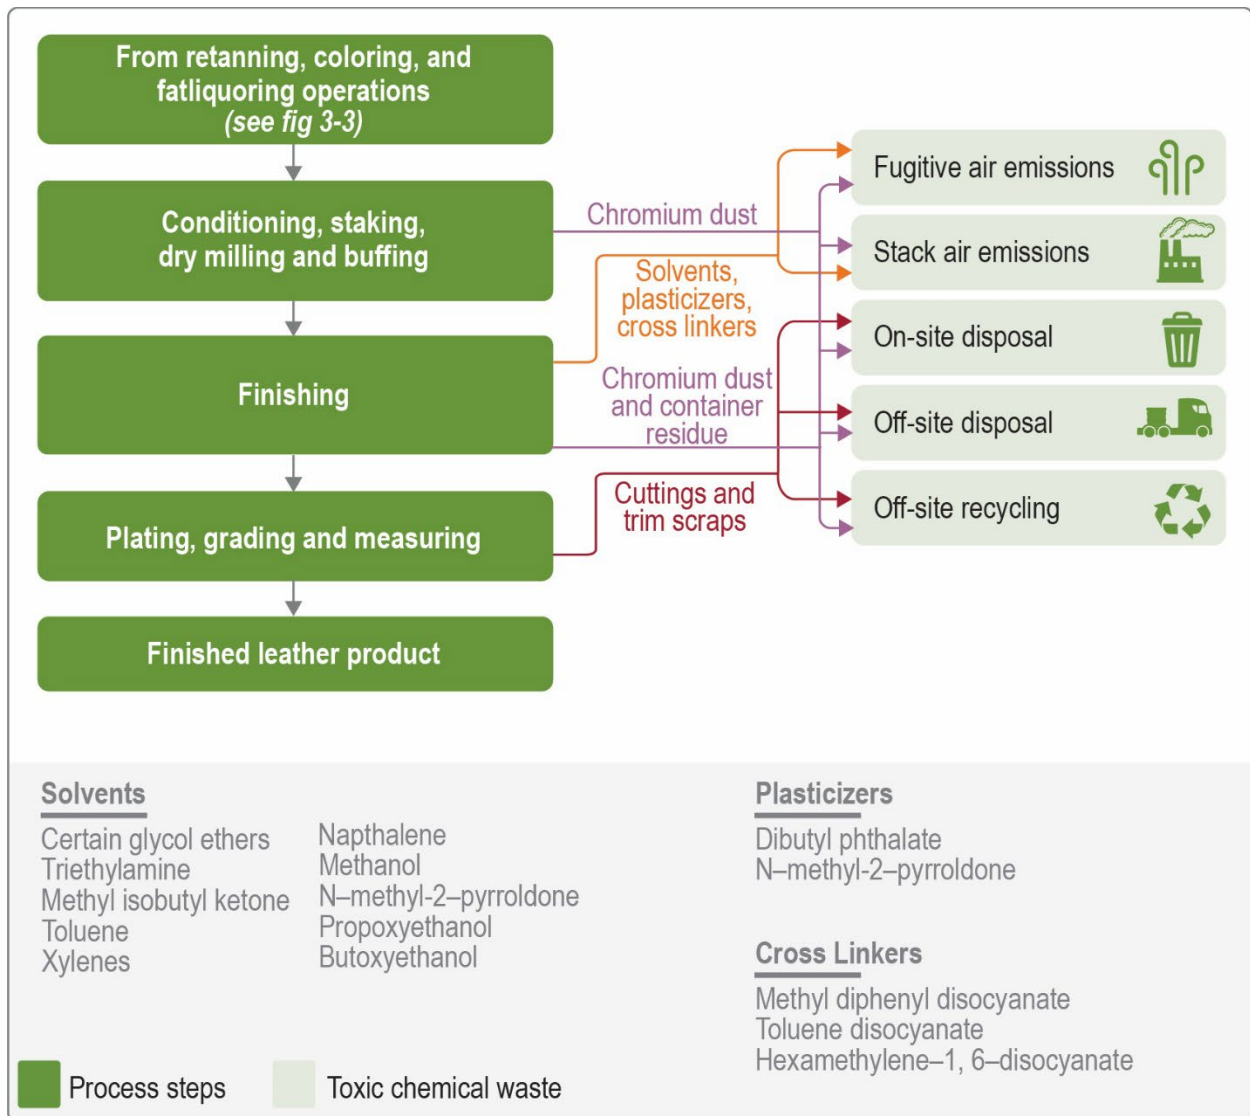 From retanning, coloring, and
fatliquoring operations
(see fig 3-3)
Conditioning, staking,
dry milling and buffing
Finishing
Plating, grading and measuring
Finished leather product
Chromium dust
Solvents,
plasticizers,
cross linkers
Chromium dust
and container
residue
Cuttings and
trim scraps
Fugitive air emissions
Stack air emissions
On-site disposal
Off-site disposal
Off-site recycling
Solvents
Certain glycol ethers
Triethylamine
Methyl isobutyl ketone
Toluene
Xylenes
Napthalene
Methanol
N–methyl-2–pyrroldone
Propoxyethanol
Butoxyethanol
Plasticizers
Dibutyl phthalate
N–methyl-2–pyrroldone
Cross Linkers
Methyl diphenyl disocyanate
Toluene disocyanate
Hexamethylene–1, 6–disocyanate
Process steps
Toxic chemical waste